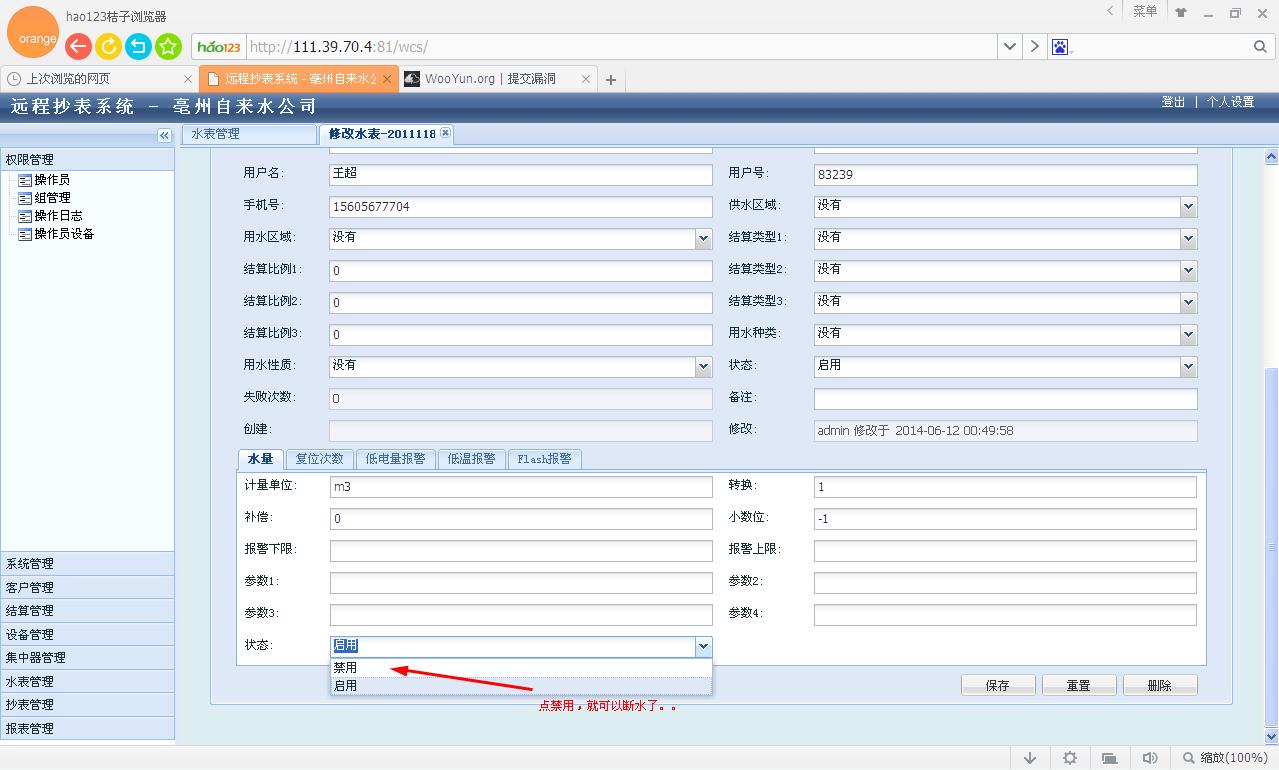 hao123桔子浏览器
菜单
orange
hao123
http://111.39.70.4:81/wcs/
上次浏览的网页
远程抄表系统 - 亳州自来水公
WooYun.org | 提交漏洞
远程抄表系统 - 亳州自来水公司
登出 | 个人设置
水表管理
修改水表-2011118
权限管理
操作员
组管理
操作日志
操作员设备
系统管理
客户管理
结算管理
设备管理
集中器管理
水表管理
抄表管理
报表管理
用户名: 王超 用户号: 83239
手机号: 15605677704 供水区域: 没有
用水区域: 没有 结算类型1: 没有
结算比例1: 0 结算类型2: 没有
结算比例2: 0 结算类型3: 没有
结算比例3: 0 用水种类: 没有
用水性质: 没有 状态: 启用
失败次数: 0 备注:
创建: 修改: admin 修改于 2014-06-12 00:49:58
水量 复位次数 低电量报警 低温报警 Flash报警
计量单位: m3 转换: 1
补偿: 0 小数位: -1
报警下限: 报警上限:
参数1: 参数2:
参数3: 参数4:
状态: 启用
禁用
启用
保存 重置 删除
点禁用，就可以断水了。。
缩放(100%)